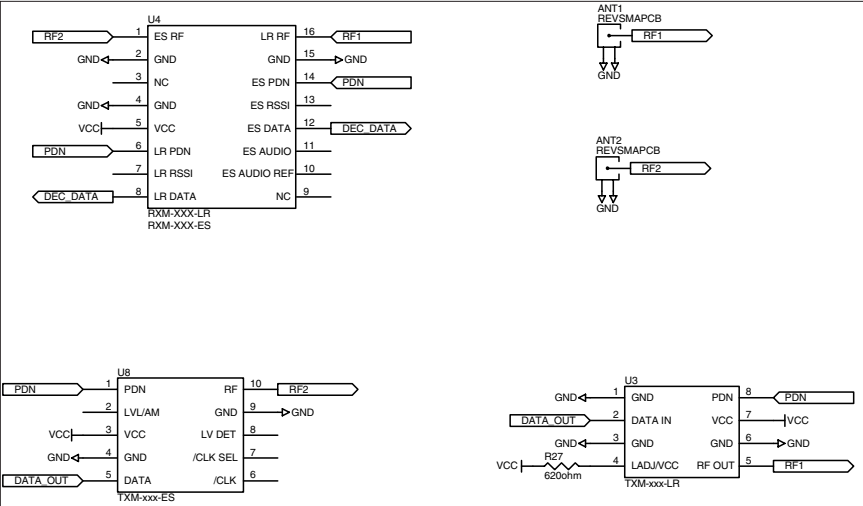 U4
RF2 1 ES RF LR RF 16 RF1
GND 2 GND GND 15 GND
3 NC ES PDN 14 PDN
GND 4 GND ES RSSI 13
VCC 5 VCC ES DATA 12 DEC_DATA
PDN 6 LR PDN ES AUDIO 11
7 LR RSSI ES AUDIO REF 10
DEC_DATA 8 LR DATA NC 9
RXM-XXX-LR
RXM-XXX-ES
ANT1
REVSMAPCB
RF1
GND
ANT2
REVSMAPCB
RF2
GND
U8
PDN 1 PDN RF 10 RF2
2 LVL/AM GND 9 GND
VCC 3 VCC LV DET 8
GND 4 GND /CLK SEL 7
DATA_OUT 5 DATA /CLK 6
TXM-xxx-ES
U3
GND 1 GND PDN 8 PDN
DATA_OUT 2 DATA IN VCC 7 VCC
GND 3 GND GND 6 GND
VCC R27 4 LADJ/VCC RF OUT 5 RF1
620ohm
TXM-xxx-LR